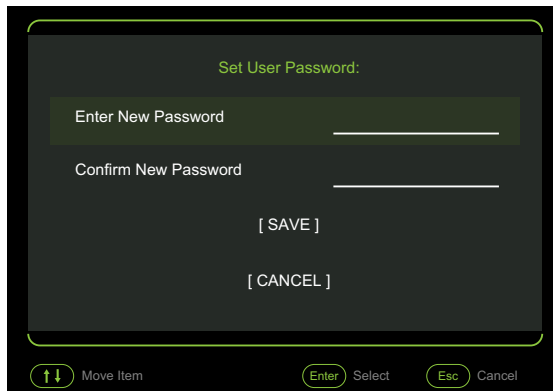 Set User Password:
Enter New Password
Confirm New Password
[ SAVE ]
[ CANCEL ]
↑↓ Move Item Enter Select Esc Cancel